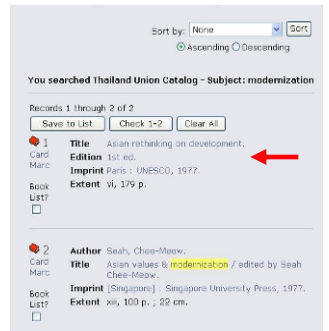 Sort by: None Sort
Ascending Descending
You searched Thailand Union Catalog - Subject: modernization
Records 1 through 2 of 2
Save to List Check 1-2 Clear All
1 Title Asian rethinking on development.
Card Edition 1st ed.
Marc Imprint Paris : UNESCO, 1977.
Book Extent vi, 179 p.
List?
2 Author Seah, Chee-Meow.
Card Title Asian values & modernization / edited by Seah
Marc Chee-Meow.
Imprint [Singapore] : Singapore University Press, 1977.
Book Extent xii, 100 p. ; 22 cm.
List?